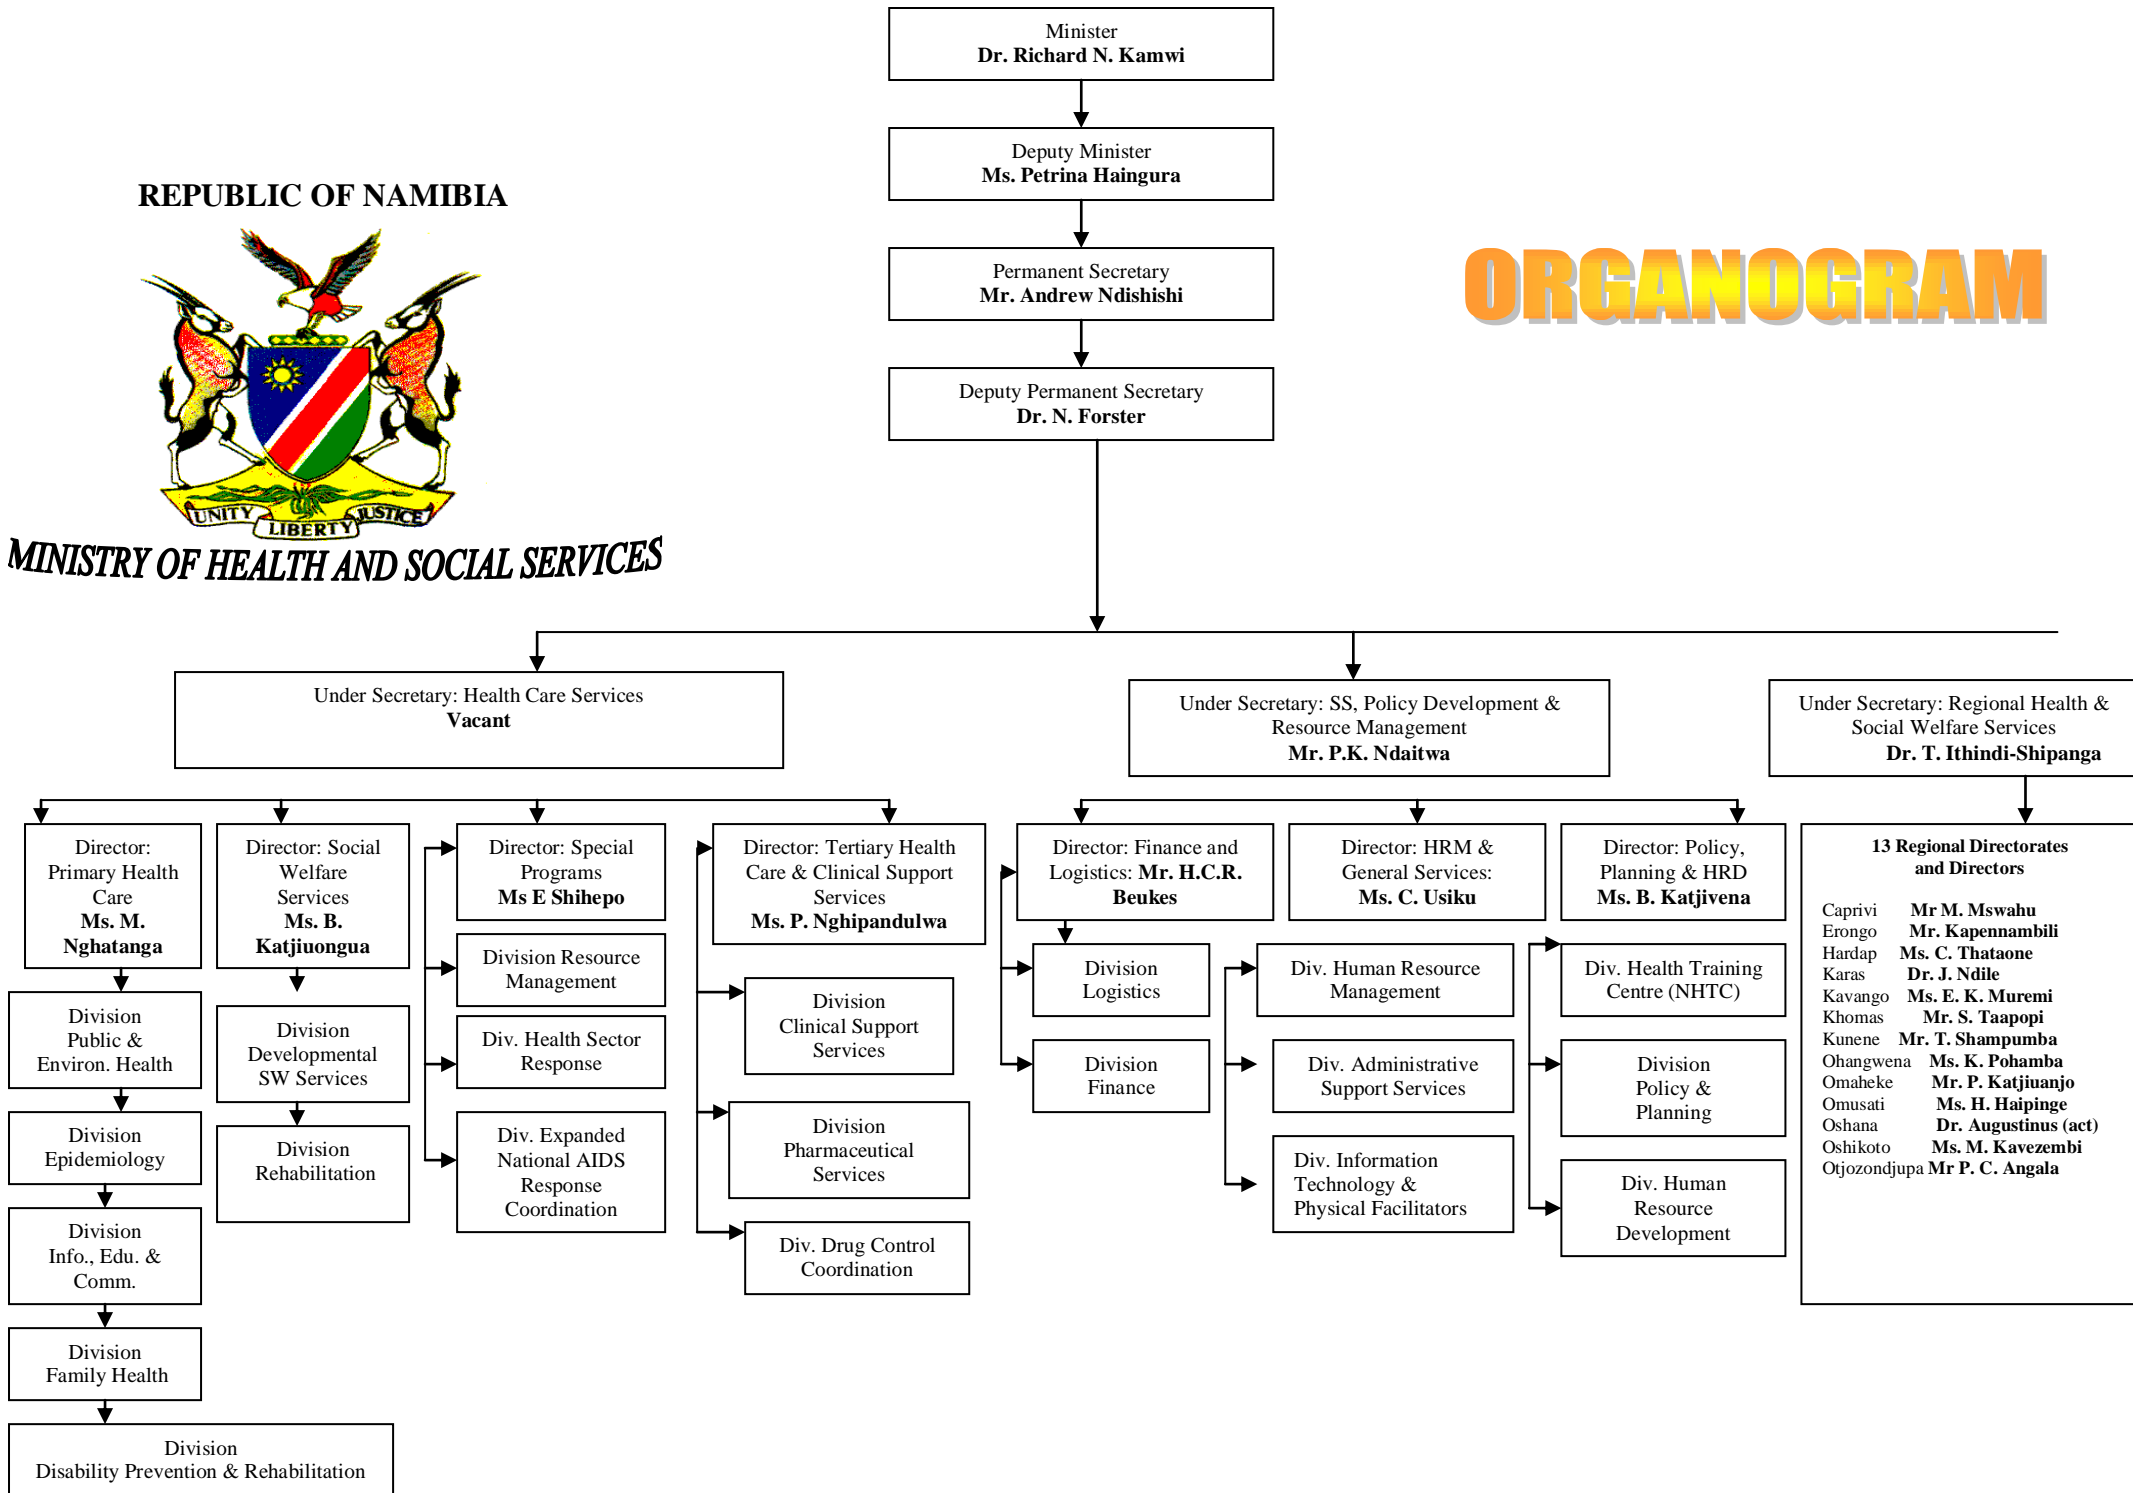 Minister
Dr. Richard N. Kamwi
Deputy Minister
Ms. Petrina Haingura
REPUBLIC OF NAMIBIA
Permanent Secretary
Mr. Andrew Ndishishi
ORGANOGRAM
Deputy Permanent Secretary
Dr. N. Forster
UNITY
LIBERTY
JUSTICE
MINISTRY OF HEALTH AND SOCIAL SERVICES
Under Secretary: Health Care Services
Vacant
Under Secretary: SS, Policy Development &
Resource Management
Mr. P.K. Ndaitwa
Under Secretary: Regional Health &
Social Welfare Services
Dr. T. Ithindi-Shipanga
Director:
Primary Health
Care
Ms. M.
Nghatanga
Director: Social
Welfare
Services
Ms. B.
Katjiuongua
Director: Special
Programs
Ms E Shihepo
Director: Tertiary Health
Care & Clinical Support
Services
Ms. P. Nghipandulwa
Director: Finance and
Logistics: Mr. H.C.R.
Beukes
Director: HRM &
General Services:
Ms. C. Usiku
Director: Policy,
Planning & HRD
Ms. B. Katjivena
13 Regional Directorates
and Directors
Caprivi Mr M. Mswahu
Erongo Mr. Kapennambili
Hardap Ms. C. Thataone
Karas Dr. J. Ndile
Kavango Ms. E. K. Muremi
Khomas Mr. S. Taapopi
Kunene Mr. T. Shampumba
Ohangwena Ms. K. Pohamba
Omaheke Mr. P. Katjiuanjo
Omusati Ms. H. Haipinge
Oshana Dr. Augustinus (act)
Oshikoto Ms. M. Kavezembi
Otjozondjupa Mr P. C. Angala
Division
Public &
Environ. Health
Division
Epidemiology
Division
Info., Edu. &
Comm.
Division
Family Health
Division
Disability Prevention & Rehabilitation
Division
Developmental
SW Services
Division
Rehabilitation
Division Resource
Management
Div. Health Sector
Response
Div. Expanded
National AIDS
Response
Coordination
Division
Clinical Support
Services
Division
Pharmaceutical
Services
Div. Drug Control
Coordination
Division
Logistics
Division
Finance
Div. Human Resource
Management
Div. Administrative
Support Services
Div. Information
Technology &
Physical Facilitators
Div. Health Training
Centre (NHTC)
Division
Policy &
Planning
Div. Human
Resource
Development